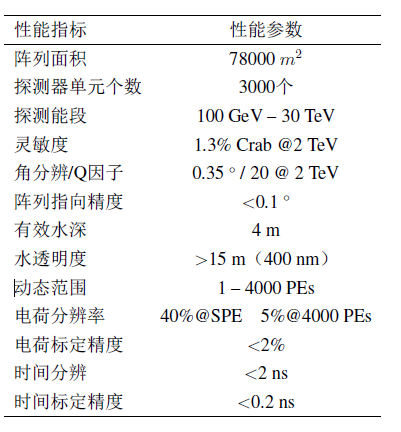 性能指标 性能参数
阵列面积 78000 m²
探测器单元个数 3000个
探测能段 100 GeV – 30 TeV
灵敏度 1.3% Crab @2 TeV
角分辨/Q因子 0.35 ° / 20 @ 2 TeV
阵列指向精度 <0.1 °
有效水深 4 m
水透明度 >15 m（400 nm）
动态范围 1 – 4000 PEs
电荷分辨率 40%@SPE 5%@4000 PEs
电荷标定精度 <2%
时间分辨 <2 ns
时间标定精度 <0.2 ns